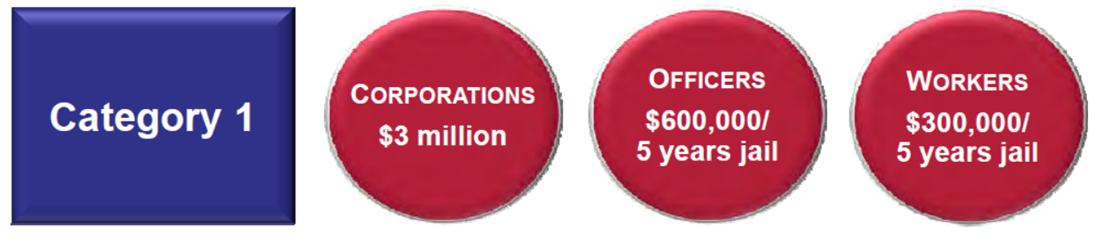 Category 1
CORPORATIONS
$3 million
OFFICERS
$600,000/
5 years jail
WORKERS
$300,000/
5 years jail